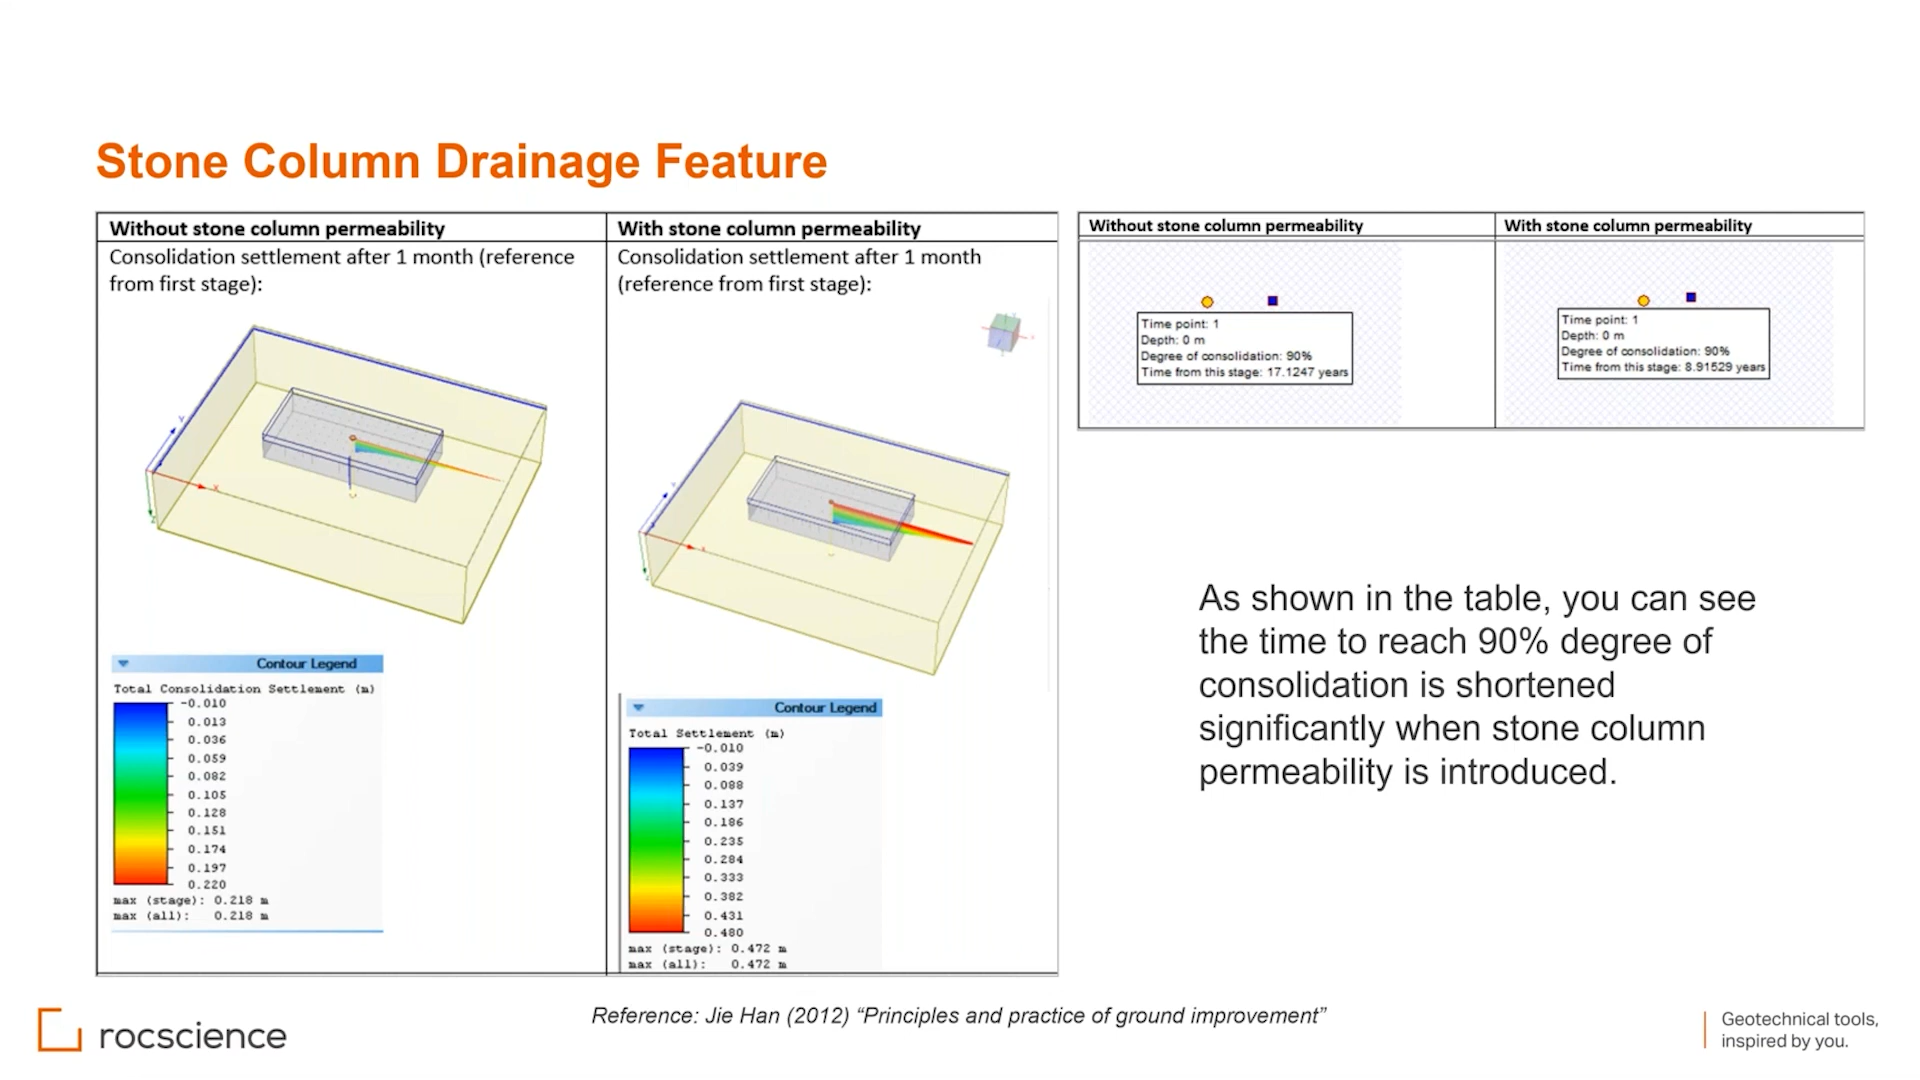 Stone Column Drainage Feature
Without stone column permeability
Consolidation settlement after 1 month (reference
from first stage):
Contour Legend
Total Consolidation Settlement (m)
-0.010
0.013
0.036
0.059
0.082
0.105
0.128
0.151
0.174
0.197
0.220
max (stage): 0.218 m
max (all): 0.218 m
With stone column permeability
Consolidation settlement after 1 month
(reference from first stage):
Contour Legend
Total Settlement (m)
-0.010
0.039
0.088
0.137
0.186
0.235
0.284
0.333
0.382
0.431
0.480
max (stage): 0.472 m
max (all): 0.472 m
Without stone column permeability
Time point: 1
Depth: 0 m
Degree of consolidation: 90%
Time from this stage: 17.1247 years
With stone column permeability
Time point: 1
Depth: 0 m
Degree of consolidation: 90%
Time from this stage: 8.91529 years
As shown in the table, you can see
the time to reach 90% degree of
consolidation is shortened
significantly when stone column
permeability is introduced.
Reference: Jie Han (2012) “Principles and practice of ground improvement”
rocscience
Geotechnical tools,
inspired by you.